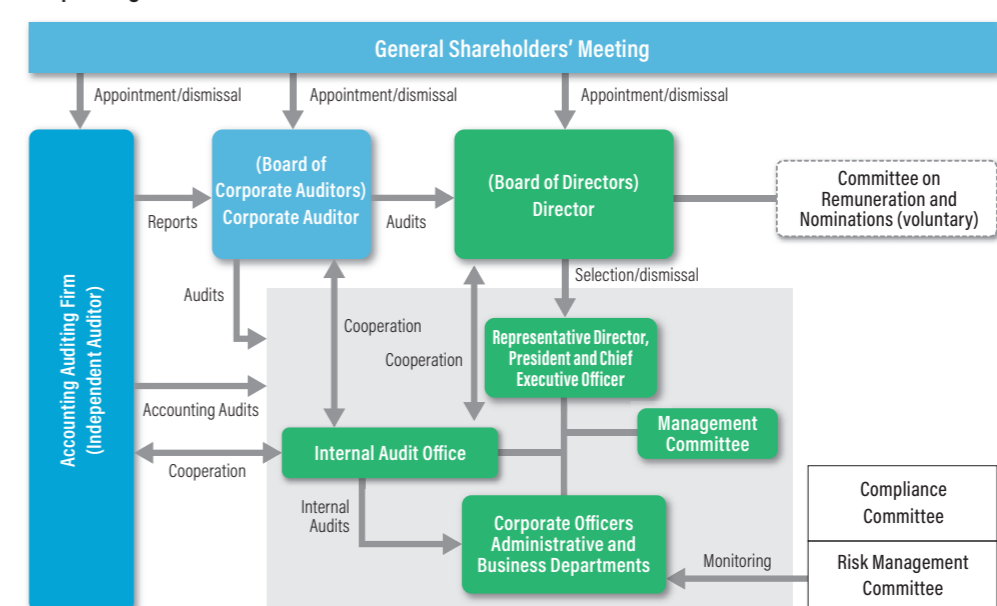 General Shareholders' Meeting
Appointment/dismissal
Appointment/dismissal
Appointment/dismissal
Accounting Auditing Firm
(Independent Auditor)
(Board of
Corporate Auditors)
Corporate Auditor
(Board of Directors)
Director
Committee on
Remuneration and
Nominations (voluntary)
Reports
Audits
Selection/dismissal
Audits
Cooperation
Cooperation
Representative Director,
President and Chief
Executive Officer
Accounting Audits
Management
Committee
Internal Audit Office
Cooperation
Internal
Audits
Corporate Officers
Administrative and
Business Departments
Monitoring
Compliance
Committee
Risk Management
Committee